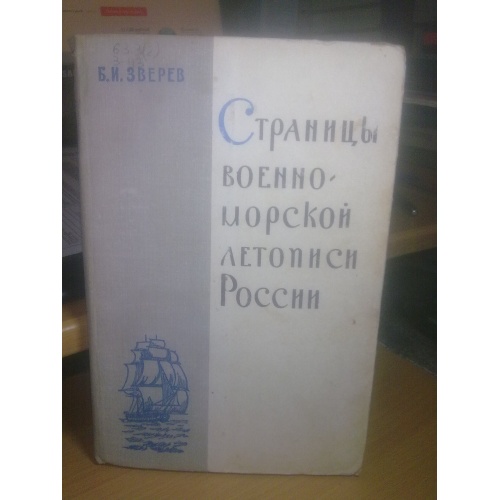 Б.И. ЗВЕРЕВ
СТРАНИЦЫ
ВОЕННО-
МОРСКОЙ
ЛЕТОПИСИ
РОССИИ